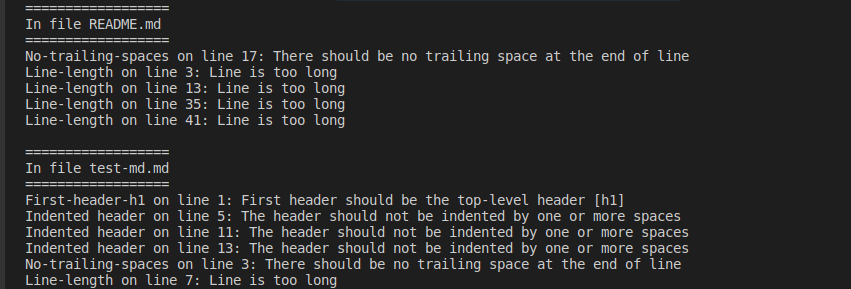 ==================
In file README.md
==================
No-trailing-spaces on line 17: There should be no trailing space at the end of line
Line-length on line 3: Line is too long
Line-length on line 13: Line is too long
Line-length on line 35: Line is too long
Line-length on line 41: Line is too long

==================
In file test-md.md
==================
First-header-h1 on line 1: First header should be the top-level header [h1]
Indented header on line 5: The header should not be indented by one or more spaces
Indented header on line 11: The header should not be indented by one or more spaces
Indented header on line 13: The header should not be indented by one or more spaces
No-trailing-spaces on line 3: There should be no trailing space at the end of line
Line-length on line 7: Line is too long